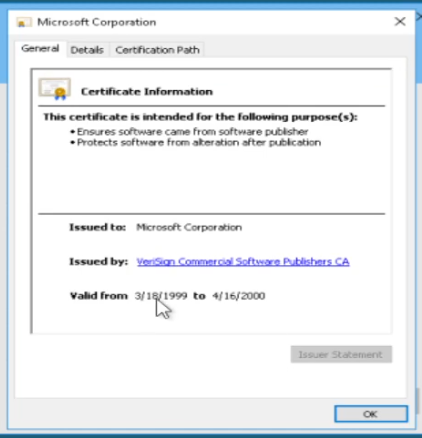 Microsoft Corporation
General Details Certification Path
Certificate Information
This certificate is intended for the following purpose(s):
• Ensures software came from software publisher
• Protects software from alteration after publication
Issued to: Microsoft Corporation
Issued by: VeriSign Commercial Software Publishers CA
Valid from 3/18/1999 to 4/16/2000
Issuer Statement
OK